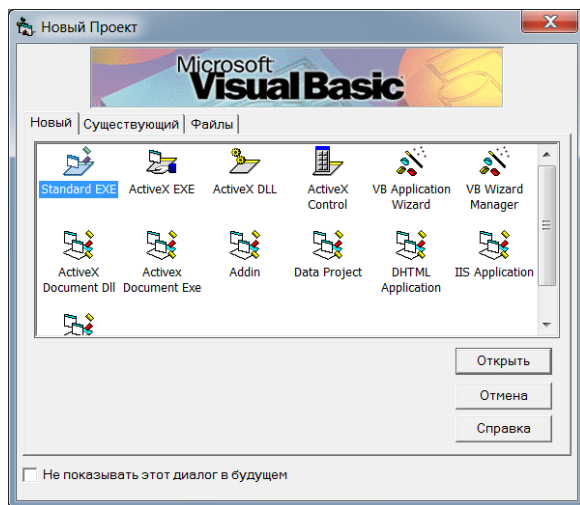 Новый Проект
Microsoft
Visual Basic
Новый Существующий Файлы
Standard EXE ActiveX EXE ActiveX DLL ActiveX Control VB Application Wizard VB Wizard Manager
ActiveX Document Dll Activex Document Exe Addin Data Project DHTML Application IIS Application
Открыть
Отмена
Справка
Не показывать этот диалог в будущем